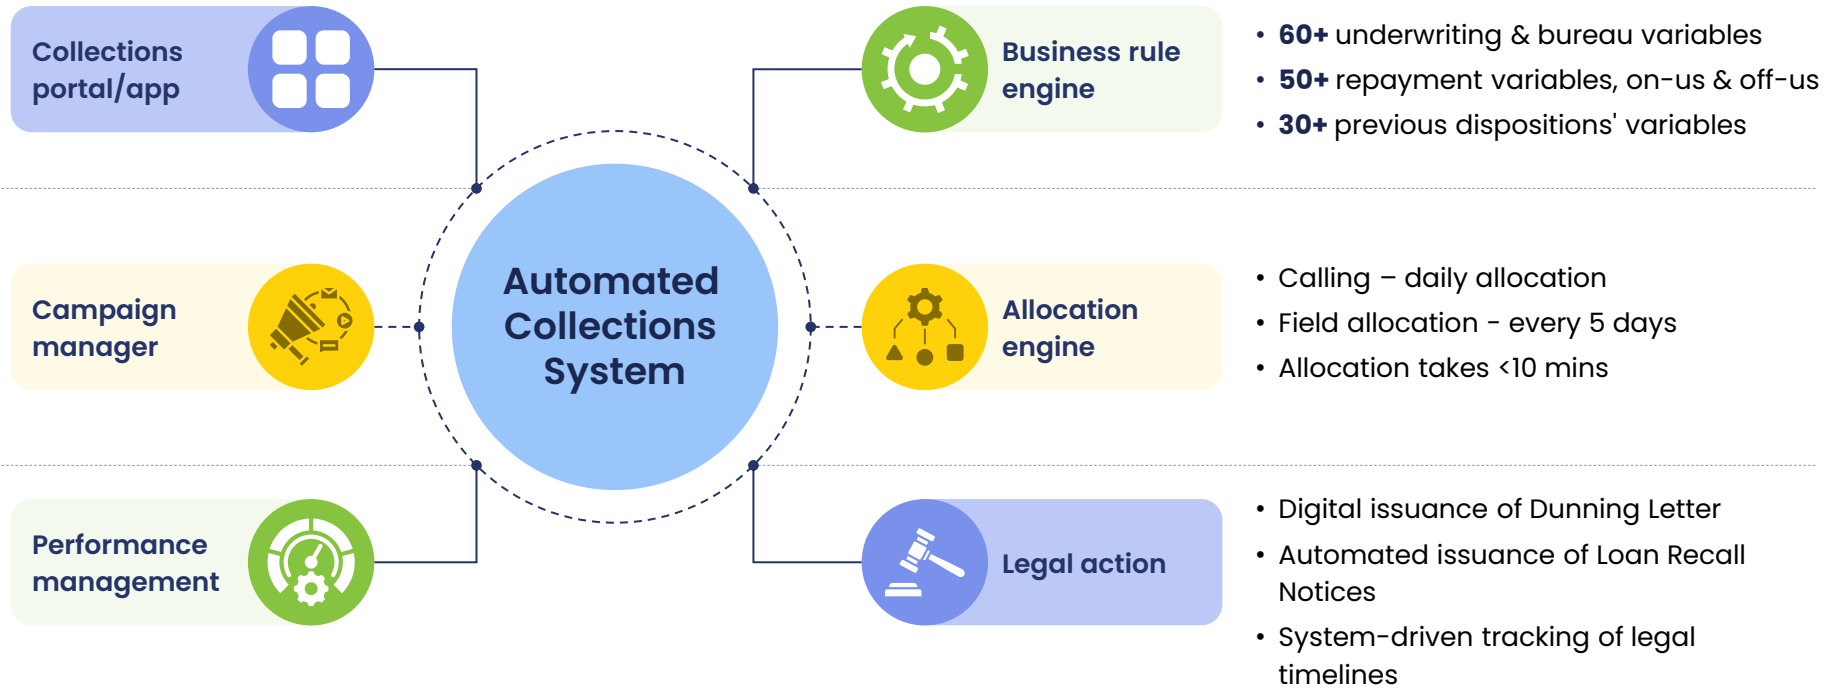 Collections
portal/app
Business rule
engine
• 60+ underwriting & bureau variables
• 50+ repayment variables, on-us & off-us
• 30+ previous dispositions' variables
Campaign
manager
Automated
Collections
System
Allocation
engine
• Calling – daily allocation
• Field allocation - every 5 days
• Allocation takes <10 mins
Performance
management
Legal action
• Digital issuance of Dunning Letter
• Automated issuance of Loan Recall
Notices
• System-driven tracking of legal
timelines